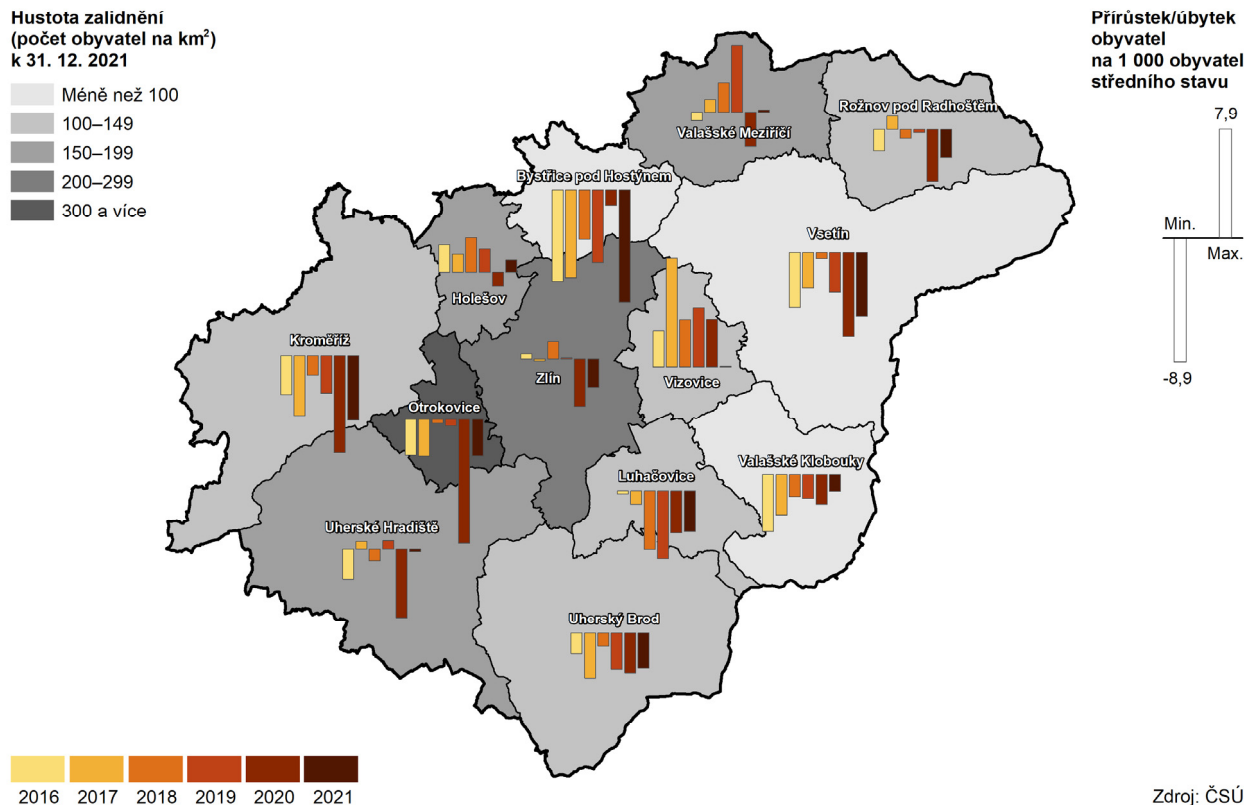 Hustota zalidnění
(počet obyvatel na km²)
k 31. 12. 2021
Méně než 100
100–149
150–199
200–299
300 a více
Přírůstek/úbytek
obyvatel
na 1 000 obyvatel
středního stavu
7,9
Min.
Max.
-8,9
Rožnov pod Radhoštěm
Valašské Meziříčí
Bystřice pod Hostýnem
Vsetín
Holešov
Kroměříž
Zlín
Vizovice
Otrokovice
Luhačovice
Valašské Klobouky
Uherské Hradiště
Uherský Brod
2016
2017
2018
2019
2020
2021
Zdroj: ČSÚ